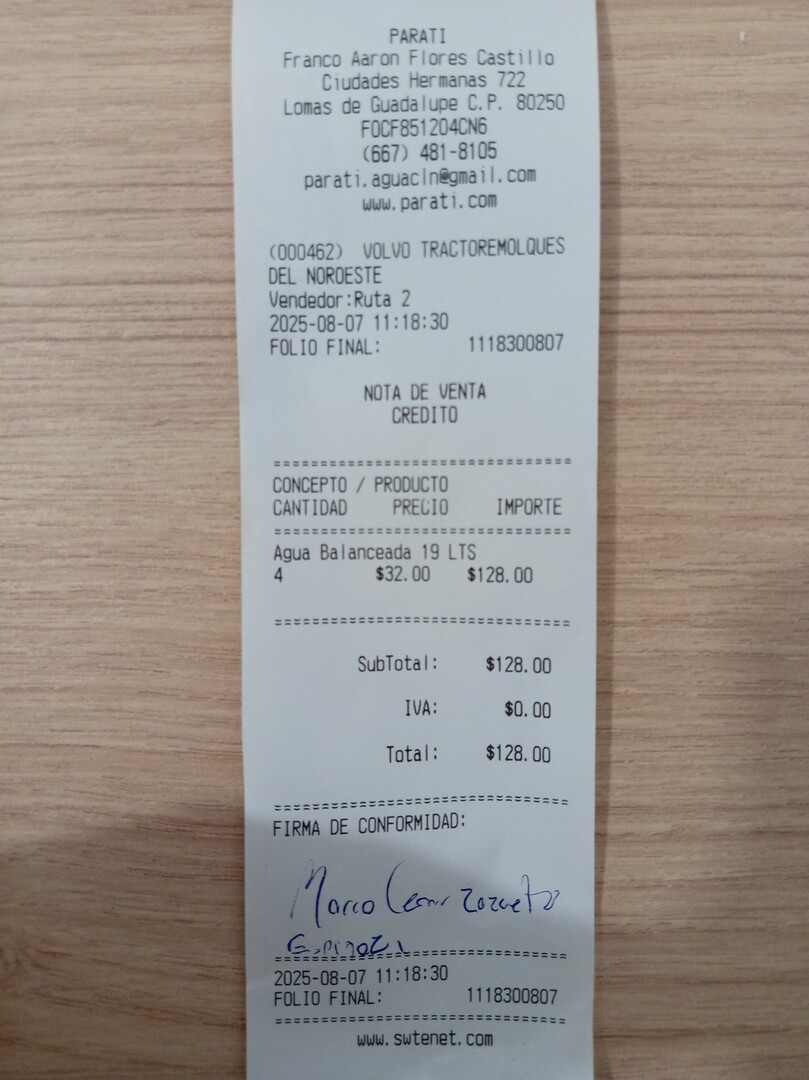 PARATI
Franco Aaron Flores Castillo
Ciudades Hermanas 722
Lomas de Guadalupe C.P. 80250
FOCF851204CN6
(667) 481-8105
parati.aguacln@gmail.com
www.parati.com
(000462) VOLVO TRACTOREMOLQUES
DEL NOROESTE
Vendedor:Ruta 2
2025-08-07 11:18:30
FOLIO FINAL: 1118300807
NOTA DE VENTA
CREDITO
================================
CONCEPTO / PRODUCTO
CANTIDAD PRECIO IMPORTE
================================
Agua Balanceada 19 LTS
4 $32.00 $128.00
================================
SubTotal: $128.00
IVA: $0.00
Total: $128.00
================================
FIRMA DE CONFORMIDAD:
Marco
================================
2025-08-07 11:18:30
FOLIO FINAL: 1118300807
================================
www.swtenet.com